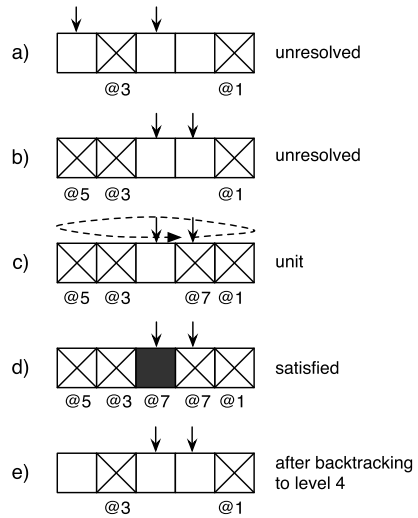 a) unresolved
@3 @1
b) unresolved
@5 @3 @1
c) unit
@5 @3 @7 @1
d) satisfied
@5 @3 @7 @7 @1
e) after backtracking
to level 4
@3 @1